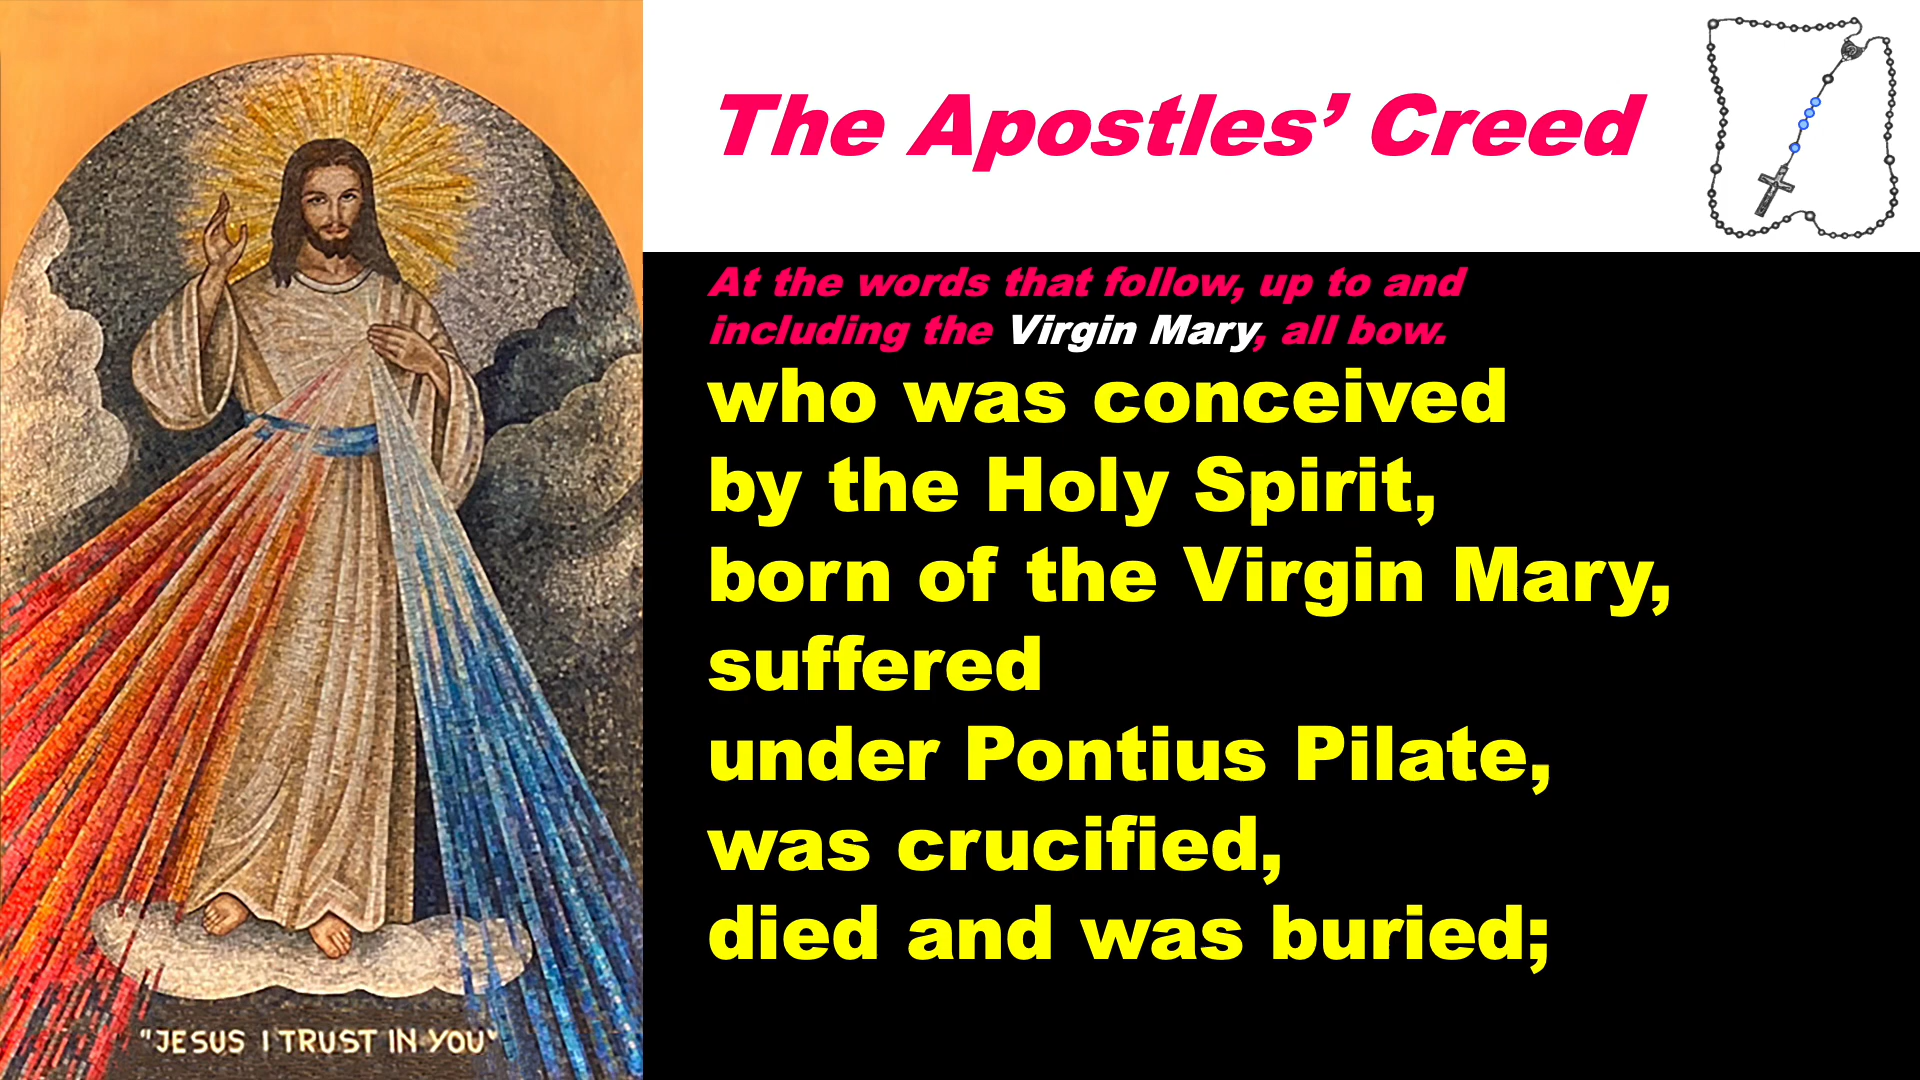 The Apostles’ Creed
At the words that follow, up to and
including the Virgin Mary, all bow.
who was conceived
by the Holy Spirit,
born of the Virgin Mary,
suffered
under Pontius Pilate,
was crucified,
died and was buried;
"JESUS I TRUST IN YOU"